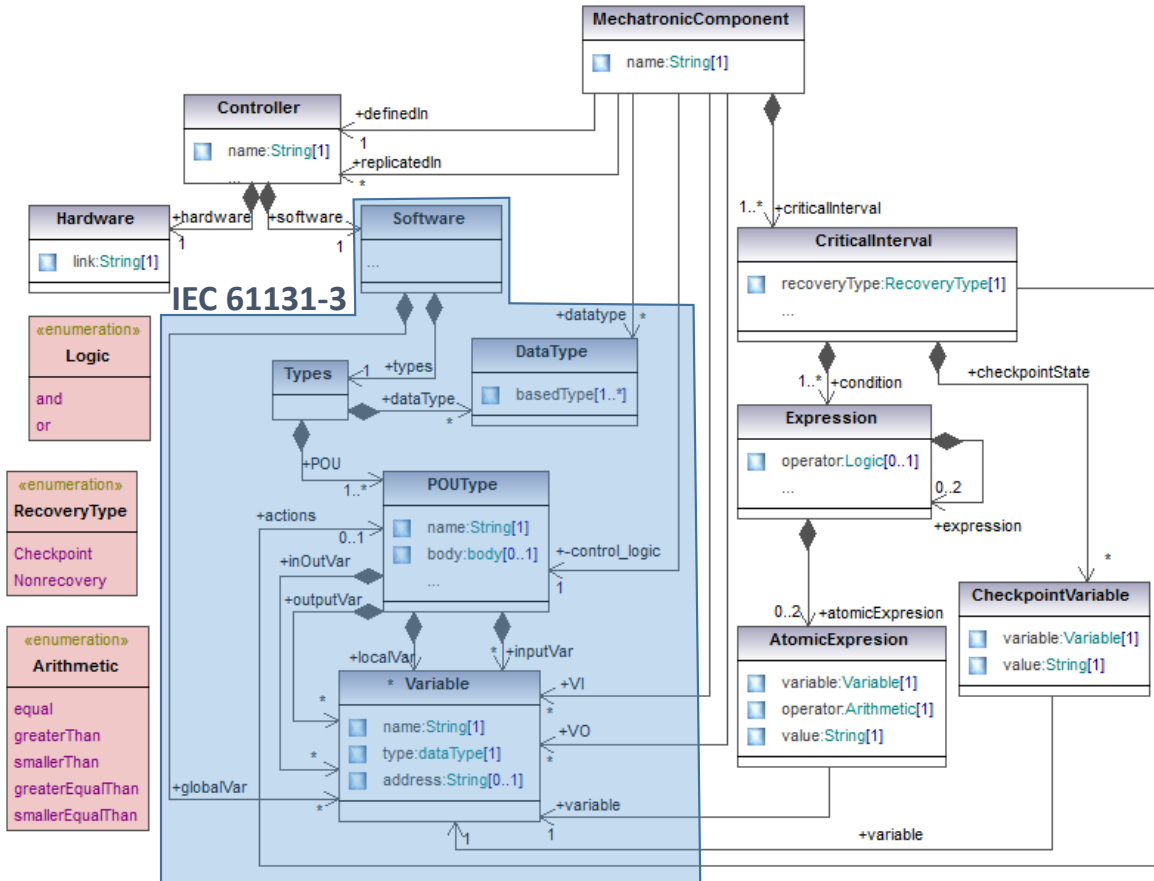 MechatronicComponent
name:String[1]
Controller
name:String[1]
...
+definedIn
1
+replicatedIn
*
Hardware
link:String[1]
+hardware
1
+software
1
Software
...
IEC 61131-3
1..*
+criticalInterval
CriticalInterval
recoveryType:RecoveryType[1]
...
«enumeration»
Logic
and
or
+datatype
*
DataType
basedType[1..*]
Types
1
+types
+dataType
*
1..*
+condition
+checkpointState
*
Expression
operator:Logic[0..1]
...
0..2
+expression
«enumeration»
RecoveryType
Checkpoint
Nonrecovery
+POU
1..*
POUType
name:String[1]
body:body[0..1]
...
+actions
0..1
+-control_logic
1
+inOutVar
+outputVar
+localVar
*
+inputVar
0..2
+atomicExpresion
AtomicExpresion
variable:Variable[1]
operator:Arithmetic[1]
value:String[1]
CheckpointVariable
variable:Variable[1]
value:String[1]
«enumeration»
Arithmetic
equal
greaterThan
smallerThan
greaterEqualThan
smallerEqualThan
* Variable
name:String[1]
type:dataType[1]
address:String[0..1]
*
*
+globalVar
*
+VI
*
+VO
*
+variable
1
+variable
1